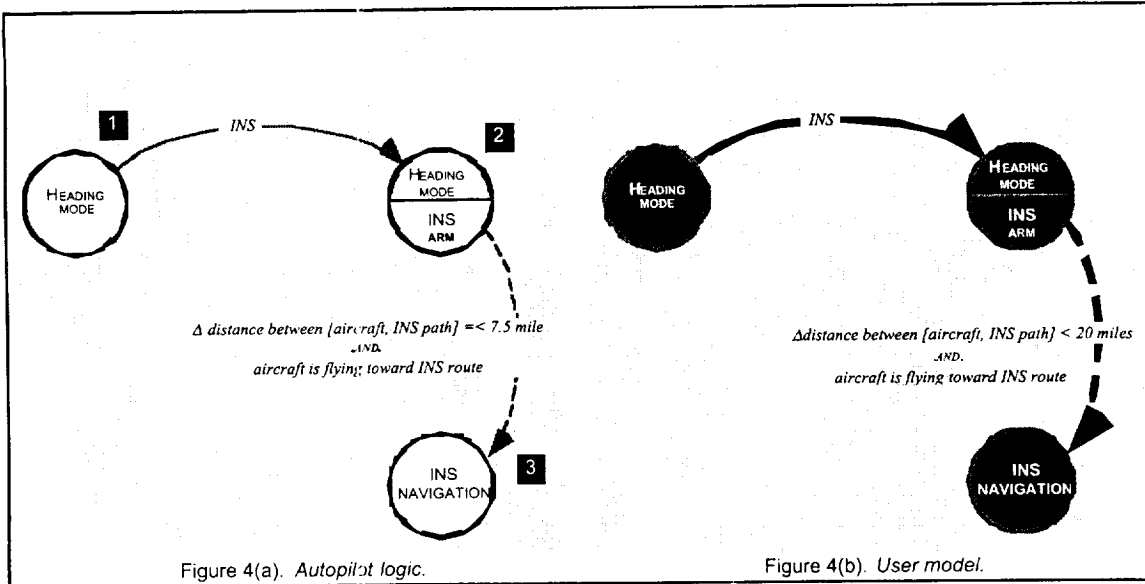 1
INS
2
HEADING
MODE
HEADING
MODE
INS
ARM
Δ distance between [aircraft, INS path] =< 7.5 mile
AND,
aircraft is flying toward INS route
INS
NAVIGATION
3
Figure 4(a). Autopilot logic.
INS
HEADING
MODE
HEADING
MODE
INS
ARM
Δdistance between [aircraft, INS path] < 20 miles
AND.
aircraft is flying toward INS route
INS
NAVIGATION
Figure 4(b). User model.